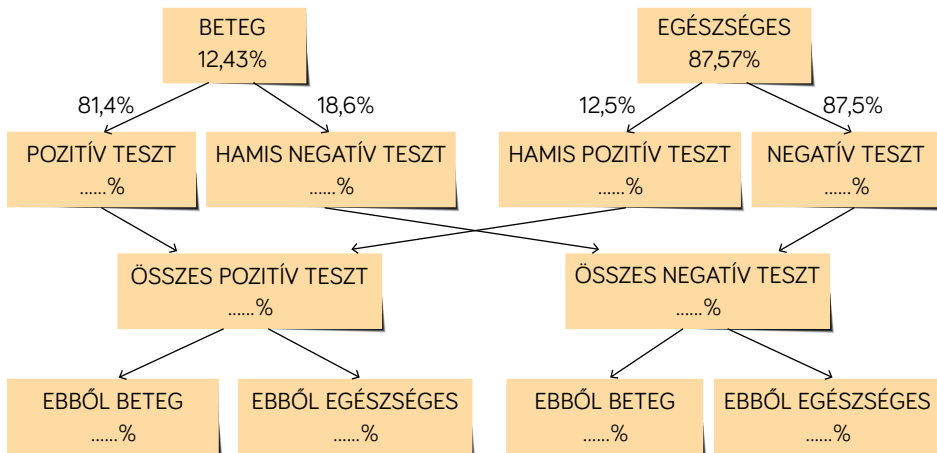 BETEG
12,43%
EGÉSZSÉGES
87,57%
81,4%
18,6%
12,5%
87,5%
POZITÍV TESZT
......%
HAMIS NEGATÍV TESZT
......%
HAMIS POZITÍV TESZT
......%
NEGATÍV TESZT
......%
ÖSSZES POZITÍV TESZT
......%
ÖSSZES NEGATÍV TESZT
......%
EBBŐL BETEG
......%
EBBŐL EGÉSZSÉGES
......%
EBBŐL BETEG
......%
EBBŐL EGÉSZSÉGES
......%